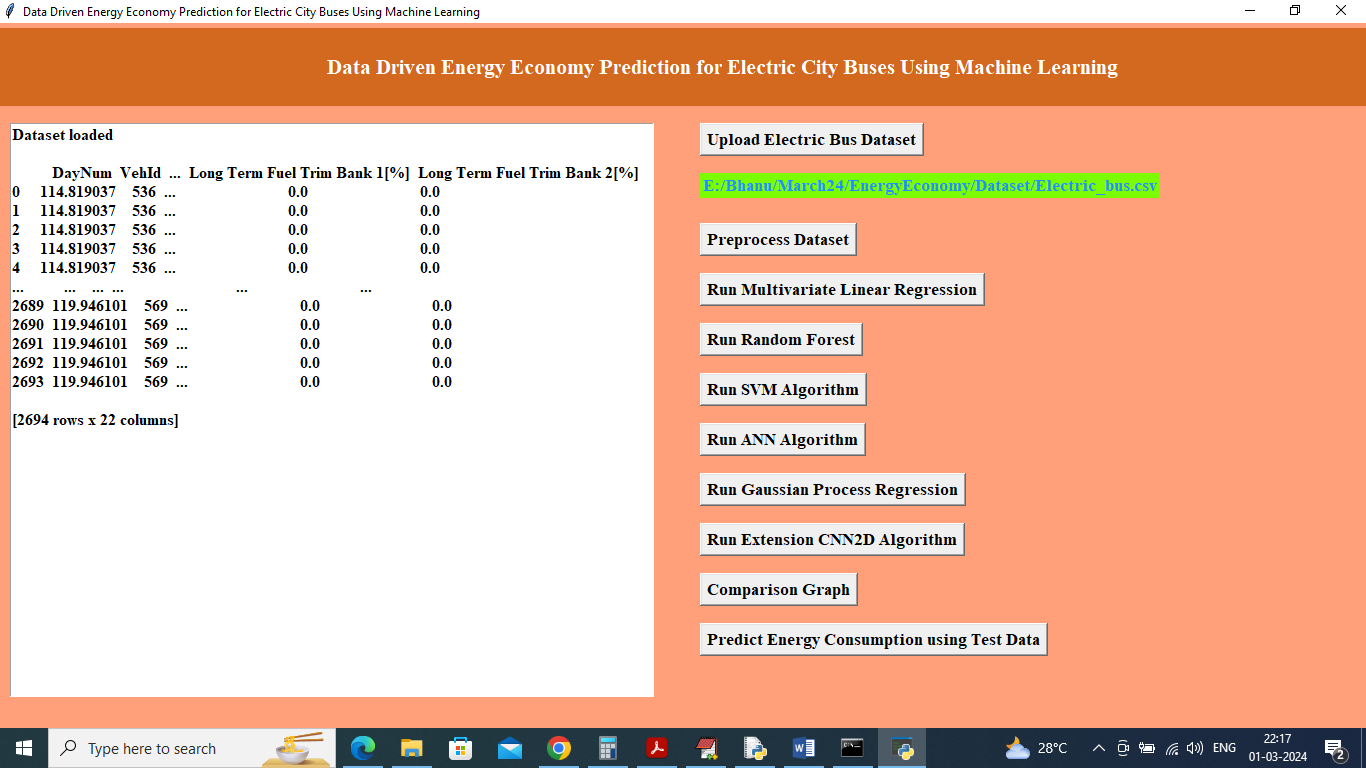 Data Driven Energy Economy Prediction for Electric City Buses Using Machine Learning
Data Driven Energy Economy Prediction for Electric City Buses Using Machine Learning
Dataset loaded
DayNum VehId ... Long Term Fuel Trim Bank 1[%] Long Term Fuel Trim Bank 2[%]
0 114.819037 536 ... 0.0 0.0
1 114.819037 536 ... 0.0 0.0
2 114.819037 536 ... 0.0 0.0
3 114.819037 536 ... 0.0 0.0
4 114.819037 536 ... 0.0 0.0
... ... ... ... ... ...
2689 119.946101 569 ... 0.0 0.0
2690 119.946101 569 ... 0.0 0.0
2691 119.946101 569 ... 0.0 0.0
2692 119.946101 569 ... 0.0 0.0
2693 119.946101 569 ... 0.0 0.0
[2694 rows x 22 columns]
Upload Electric Bus Dataset
E:/Bhanu/March24/EnergyEconomy/Dataset/Electric_bus.csv
Preprocess Dataset
Run Multivariate Linear Regression
Run Random Forest
Run SVM Algorithm
Run ANN Algorithm
Run Gaussian Process Regression
Run Extension CNN2D Algorithm
Comparison Graph
Predict Energy Consumption using Test Data
Type here to search
28°C
ENG
22:17
01-03-2024
2